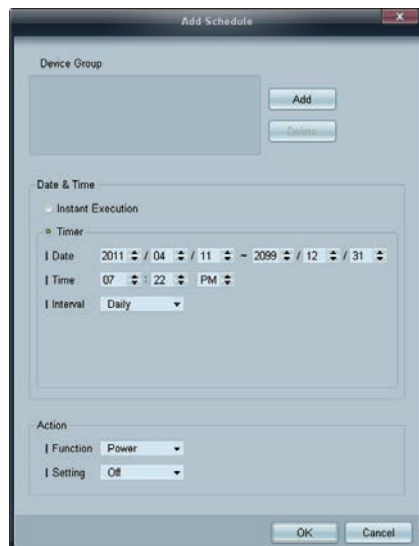 Add Schedule
Device Group
Add
Delete
Date & Time
Instant Execution
Timer
Date 2011 / 04 / 11 ~ 2099 / 12 / 31
Time 07 : 22 PM
Interval Daily
Action
Function Power
Setting Off
OK Cancel